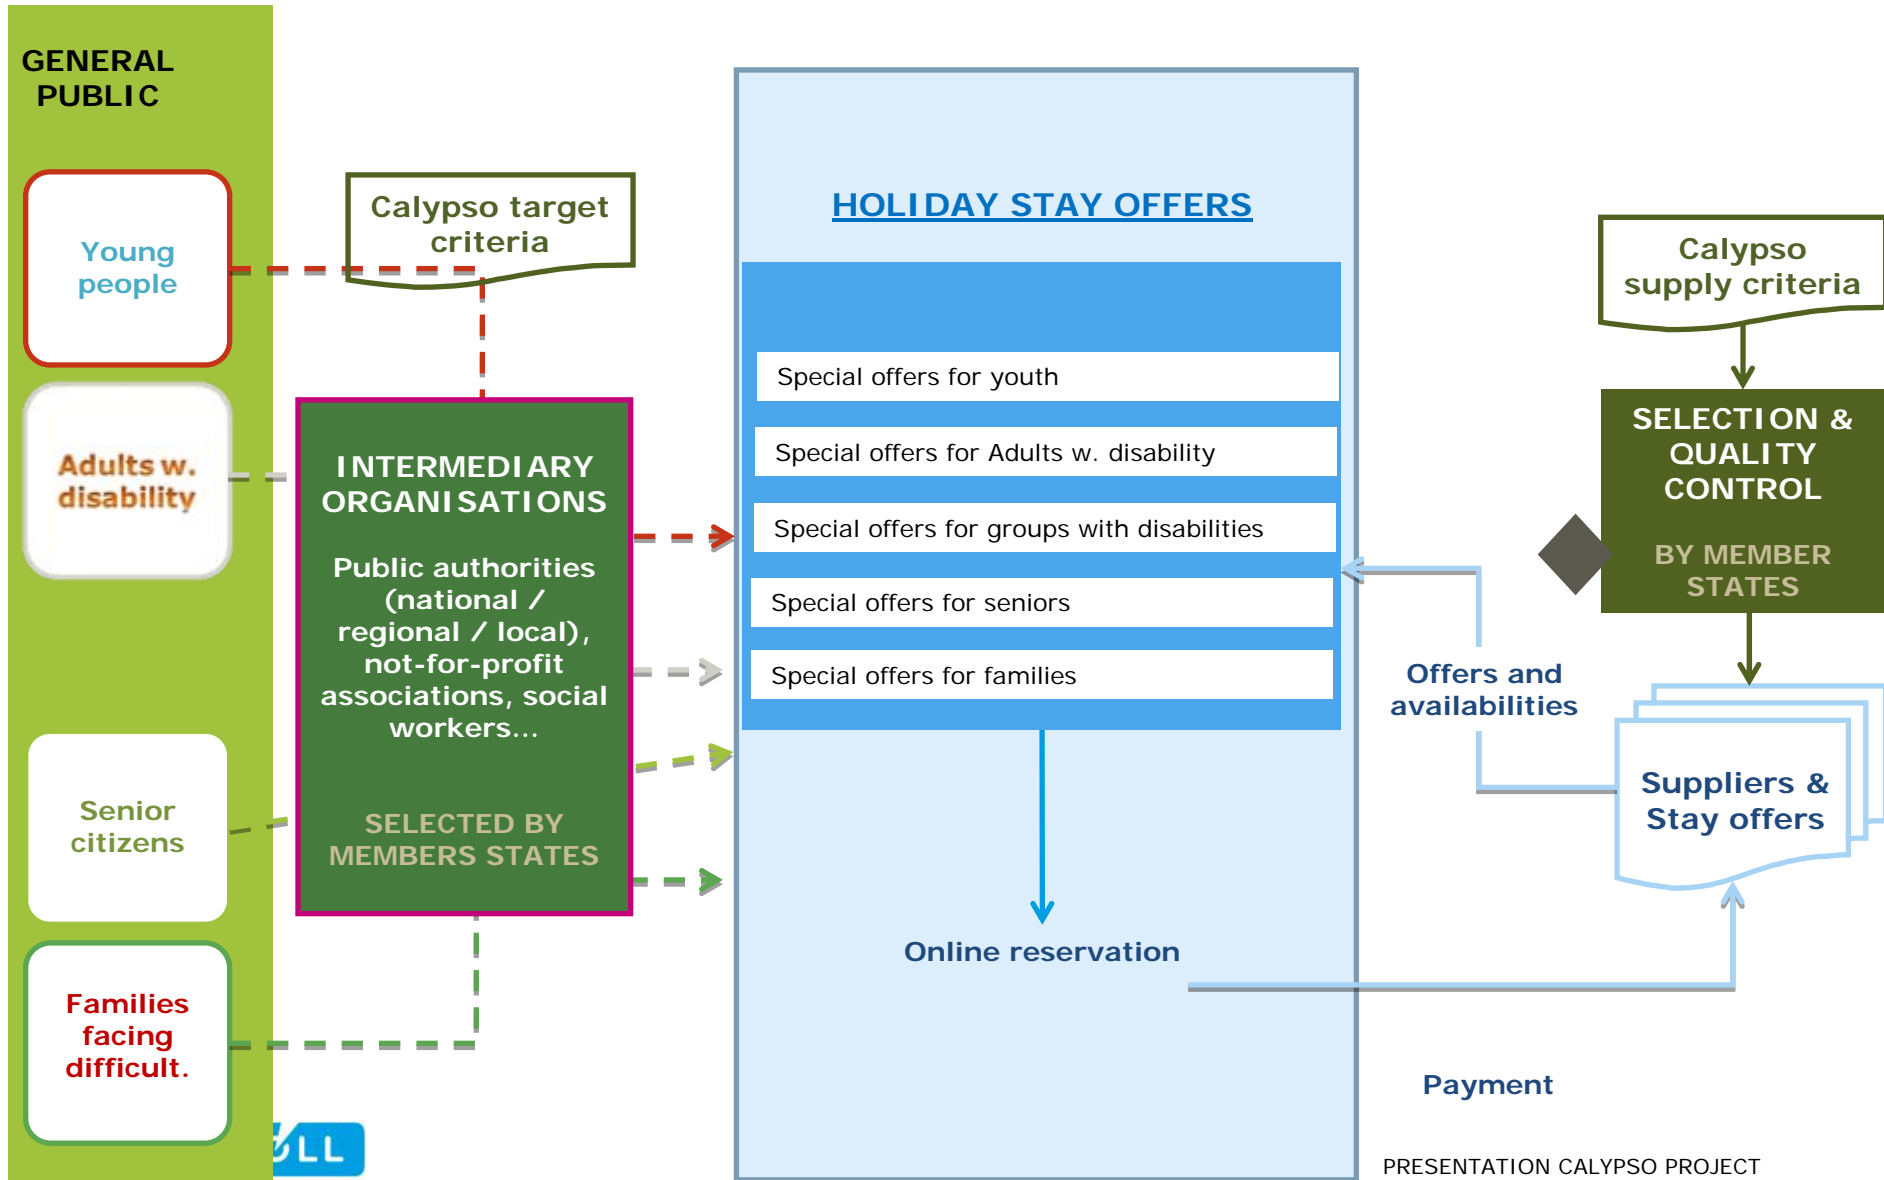 GENERAL
PUBLIC
Young
people
Adults w.
disability
Senior
citizens
Families
facing
difficult.
Calypso target
criteria
INTERMEDIARY
ORGANISATIONS
Public authorities
(national /
regional / local),
not-for-profit
associations, social
workers...
SELECTED BY
MEMBERS STATES
HOLIDAY STAY OFFERS
Special offers for youth
Special offers for Adults w. disability
Special offers for groups with disabilities
Special offers for seniors
Special offers for families
Online reservation
Calypso
supply criteria
SELECTION &
QUALITY
CONTROL
BY MEMBER
STATES
Offers and
availabilities
Suppliers &
Stay offers
Payment
PRESENTATION CALYPSO PROJECT